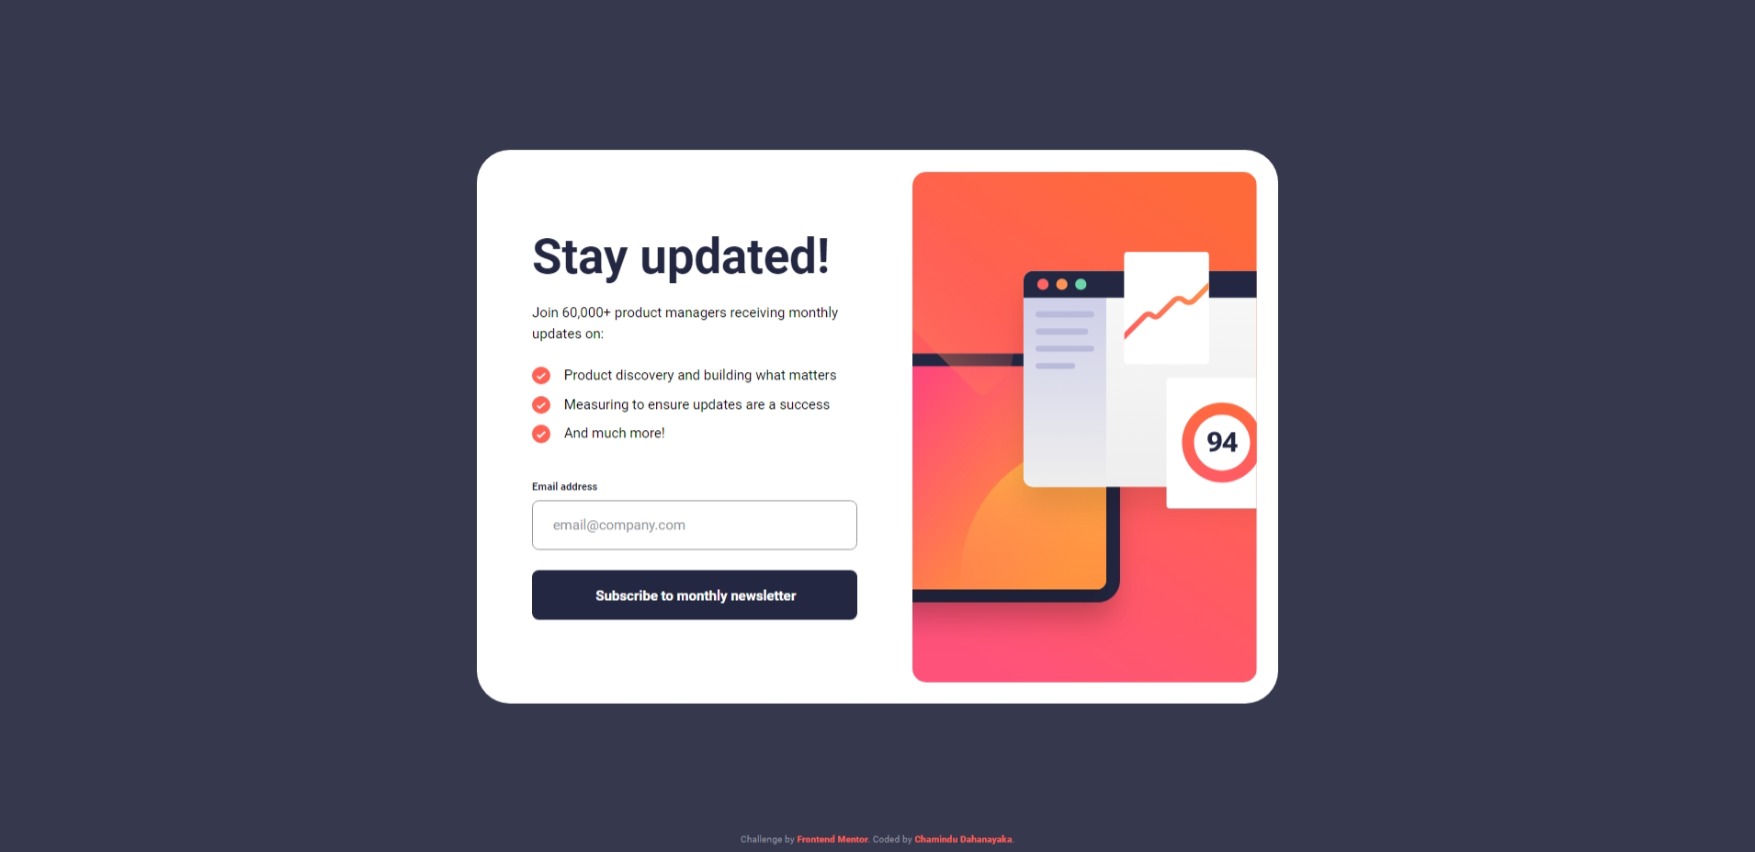 Stay updated!
Join 60,000+ product managers receiving monthly
updates on:
Product discovery and building what matters
Measuring to ensure updates are a success
And much more!
Email address
email@company.com
Subscribe to monthly newsletter
94
Challenge by Frontend Mentor. Coded by Chamindu Dahanayaka.